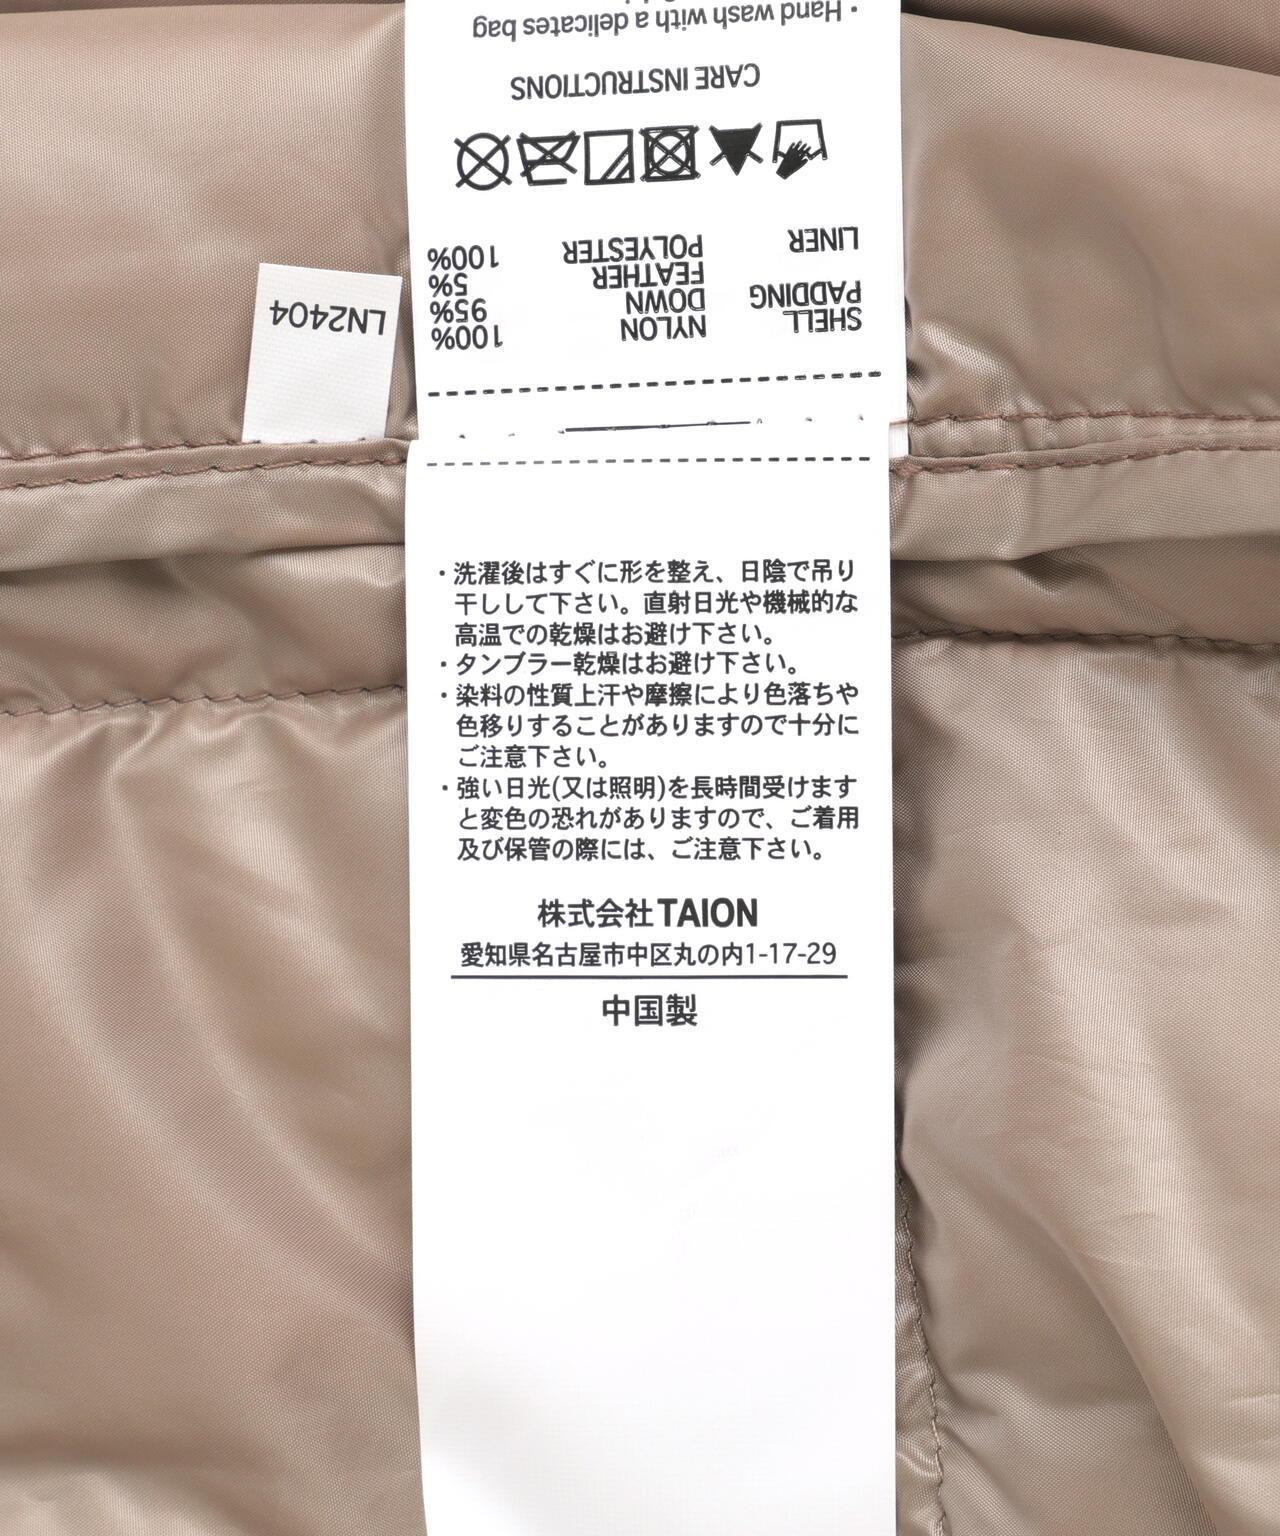 SHELL NYLON 100%
PADDING DOWN 95%
FEATHER 5%
LINER POLYESTER 100%
CARE INSTRUCTIONS
・Hand wash with a delicates bag
LN2404
・洗濯後はすぐに形を整え、日陰で吊り
干しして下さい。直射日光や機械的な
高温での乾燥はお避け下さい。
・タンブラー乾燥はお避け下さい。
・染料の性質上汗や摩擦により色落ちや
色移りすることがありますので十分に
ご注意下さい。
・強い日光(又は照明)を長時間受けます
と変色の恐れがありますので、ご着用
及び保管の際には、ご注意下さい。
株式会社TAION
愛知県名古屋市中区丸の内1-17-29
中国製